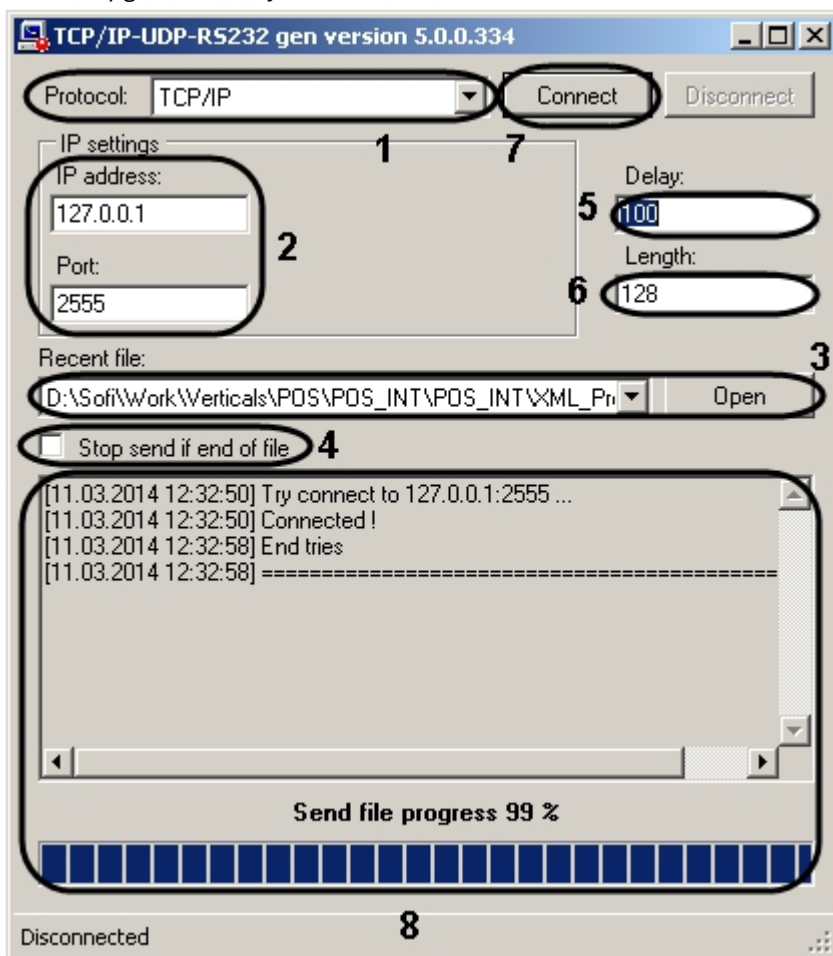 TCP/IP-UDP-RS232 gen version 5.0.0.334
Protocol: TCP/IP Connect Disconnect
1 7
IP settings
IP address: Delay:
127.0.0.1 5 100
2
Port: Length:
2555 6 128
Recent file: 3
D:\Sofi\Work\Verticals\POS\POS_INT\POS_INT\XML_Pr Open
Stop send if end of file 4
[11.03.2014 12:32:50] Try connect to 127.0.0.1:2555 ...
[11.03.2014 12:32:50] Connected !
[11.03.2014 12:32:58] End tries
[11.03.2014 12:32:58] ===========================================
Send file progress 99 %
8
Disconnected